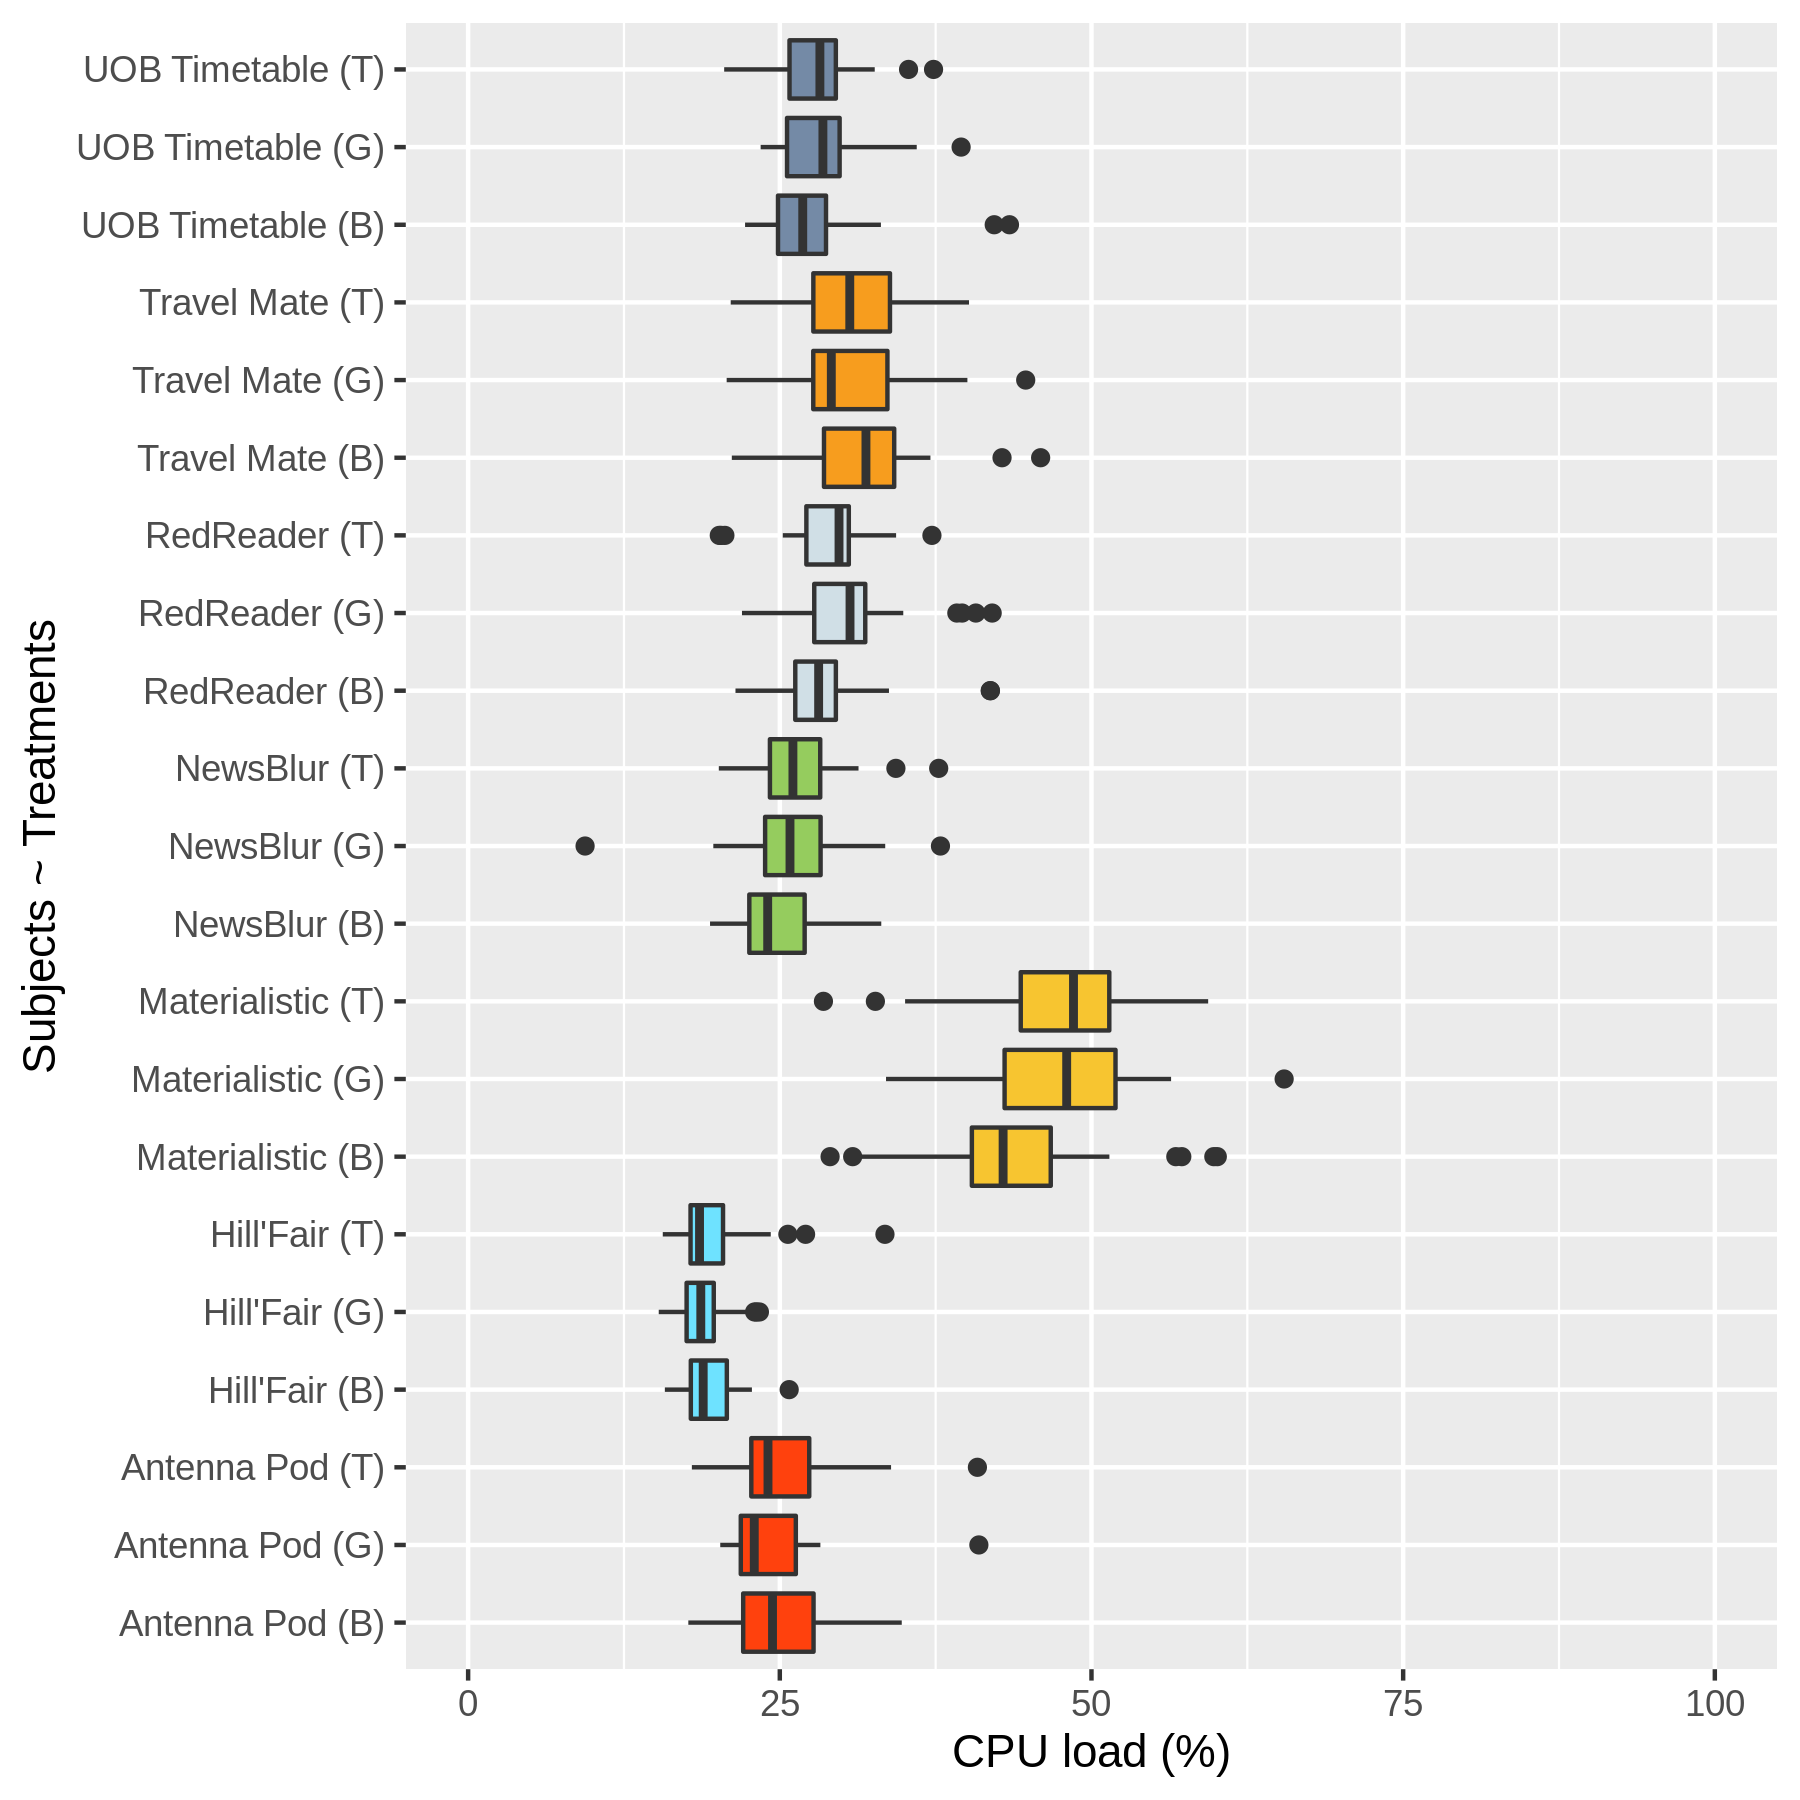 UOB Timetable (T)
UOB Timetable (G)
UOB Timetable (B)
Travel Mate (T)
Travel Mate (G)
Travel Mate (B)
RedReader (T)
RedReader (G)
RedReader (B)
NewsBlur (T)
NewsBlur (G)
NewsBlur (B)
Materialistic (T)
Materialistic (G)
Materialistic (B)
Hill'Fair (T)
Hill'Fair (G)
Hill'Fair (B)
Antenna Pod (T)
Antenna Pod (G)
Antenna Pod (B)
Subjects ~ Treatments
0 25 50 75 100
CPU load (%)